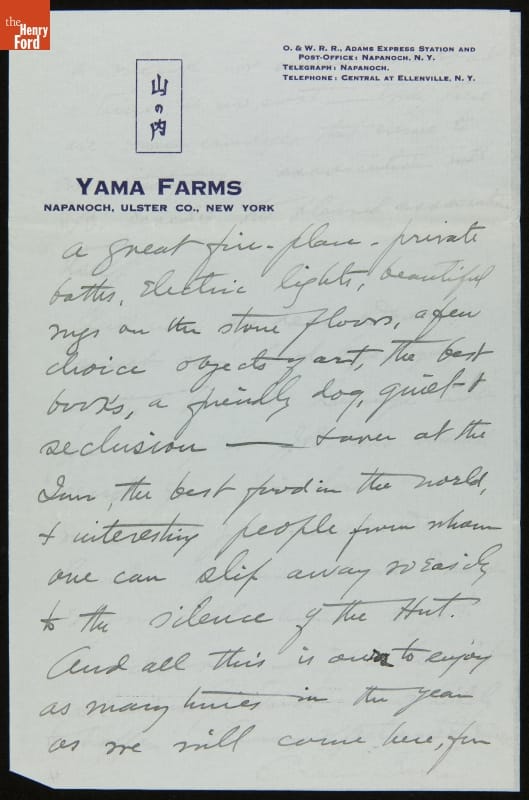 the
Henry
Ford
O. & W. R. R., Adams Express Station and
Post-Office: Napanoch, N. Y.
Telegraph: Napanoch.
Telephone: Central at Ellenville, N. Y.
山の内
Yama Farms
Napanoch, Ulster Co., New York
a great fire-place - private
baths, Electric lights, beautiful
rugs on the stone floors, a few
choice objects of art, the best
books, a friendly dog, quiet &
seclusion — & over at the
Inn, the best food in the world,
& interesting people from whom
one can slip away so easily
to the silence of the Hut.
And all this is ours to enjoy
as many times in the year
as we will come here, for